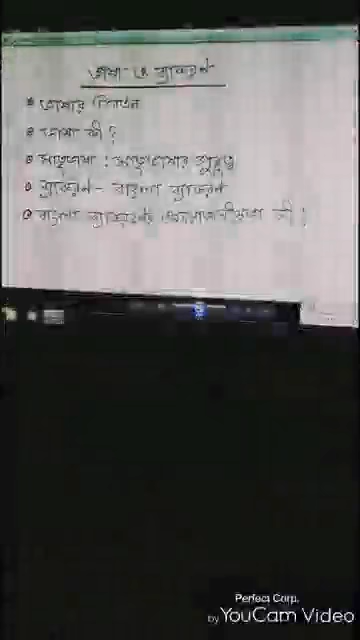 ভাষা ও ব্যাকরণ
ভাষার
ভাষা কী ?
মাতৃভাষা : মাতৃভাষার গুরুত্ব
ব্যাকরণ - বাংলা ব্যাকরণ
বাংলা ব্যাকরণের প্রয়োজনীয়তা কী ?
Perfect Corp.
by YouCam Video